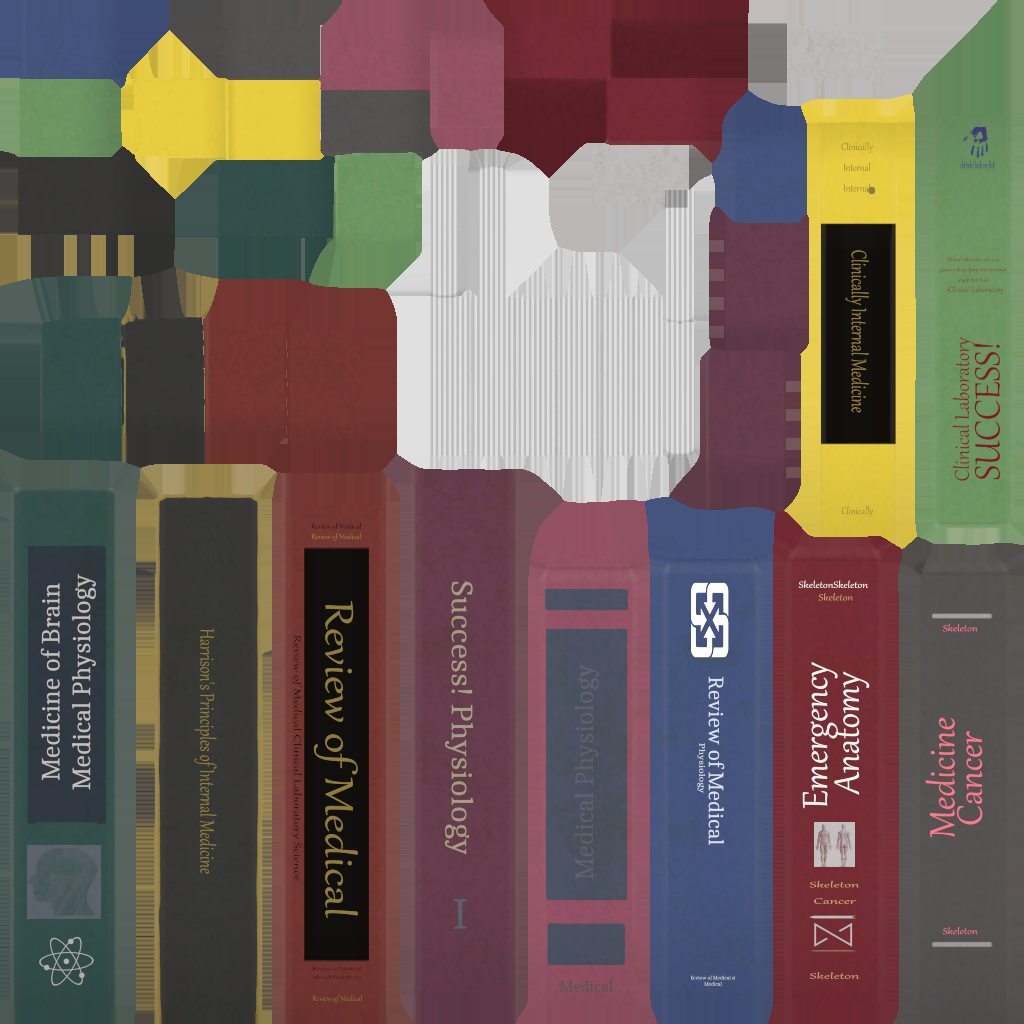 Medicine of Brain
Medical Physiology
Harrison's Principles of Internal Medicine
Review of Medical
Review of Medical
Review of Medical
Review of Medical Clinical Laboratory Science
Review of Medical
Review of Medical
Success! Physiology
I
Medical Physiology
Medical
Review of Medical
Physiology
Review of Medical
Medical
SkeletonSkeleton
Skeleton
Emergency
Anatomy
Skeleton
Cancer
Skeleton
Skeleton
Medicine
Cancer
Skeleton
Clinically
Internal
Internal
Clinically Internal Medicine
Clinically
Clinical Laboratory
Clinical Laboratory
SUCCESS!